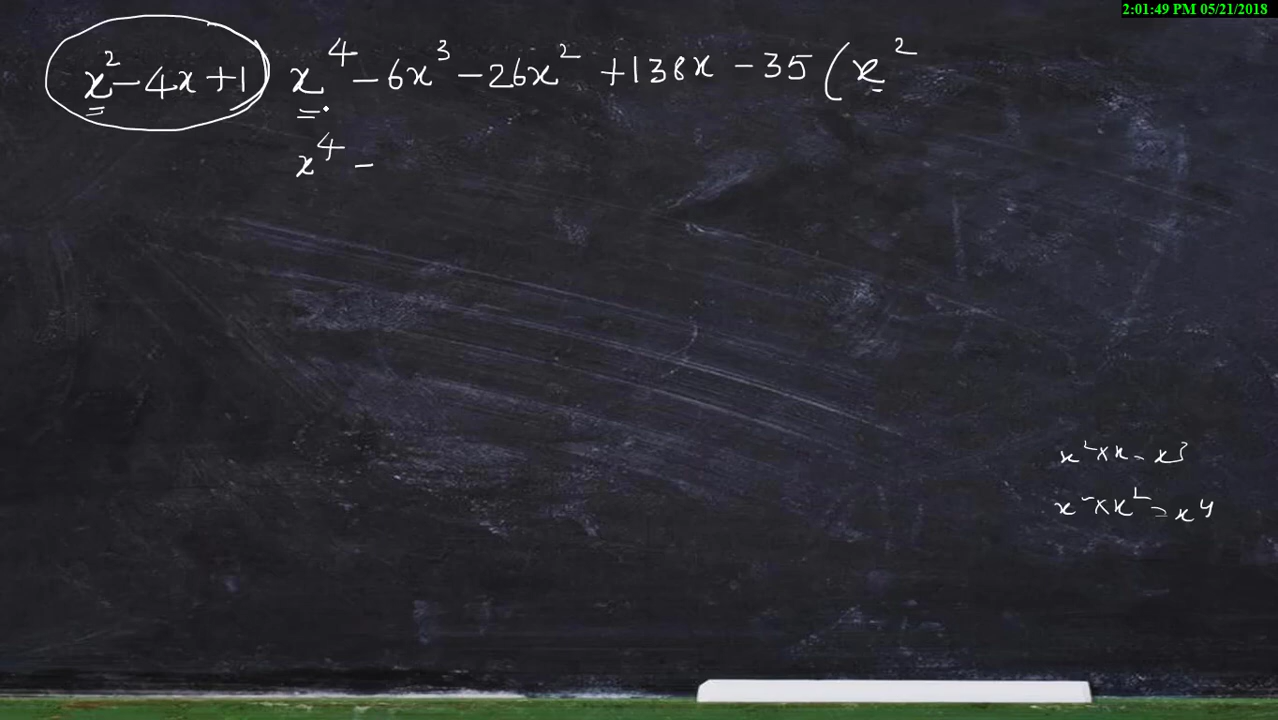 2:01:49 PM 05/21/2018
x² - 4x + 1) x⁴ - 6x³ - 26x² + 138x - 35 (x²
x⁴ -
x² × x - x³
x² × x² = x⁴